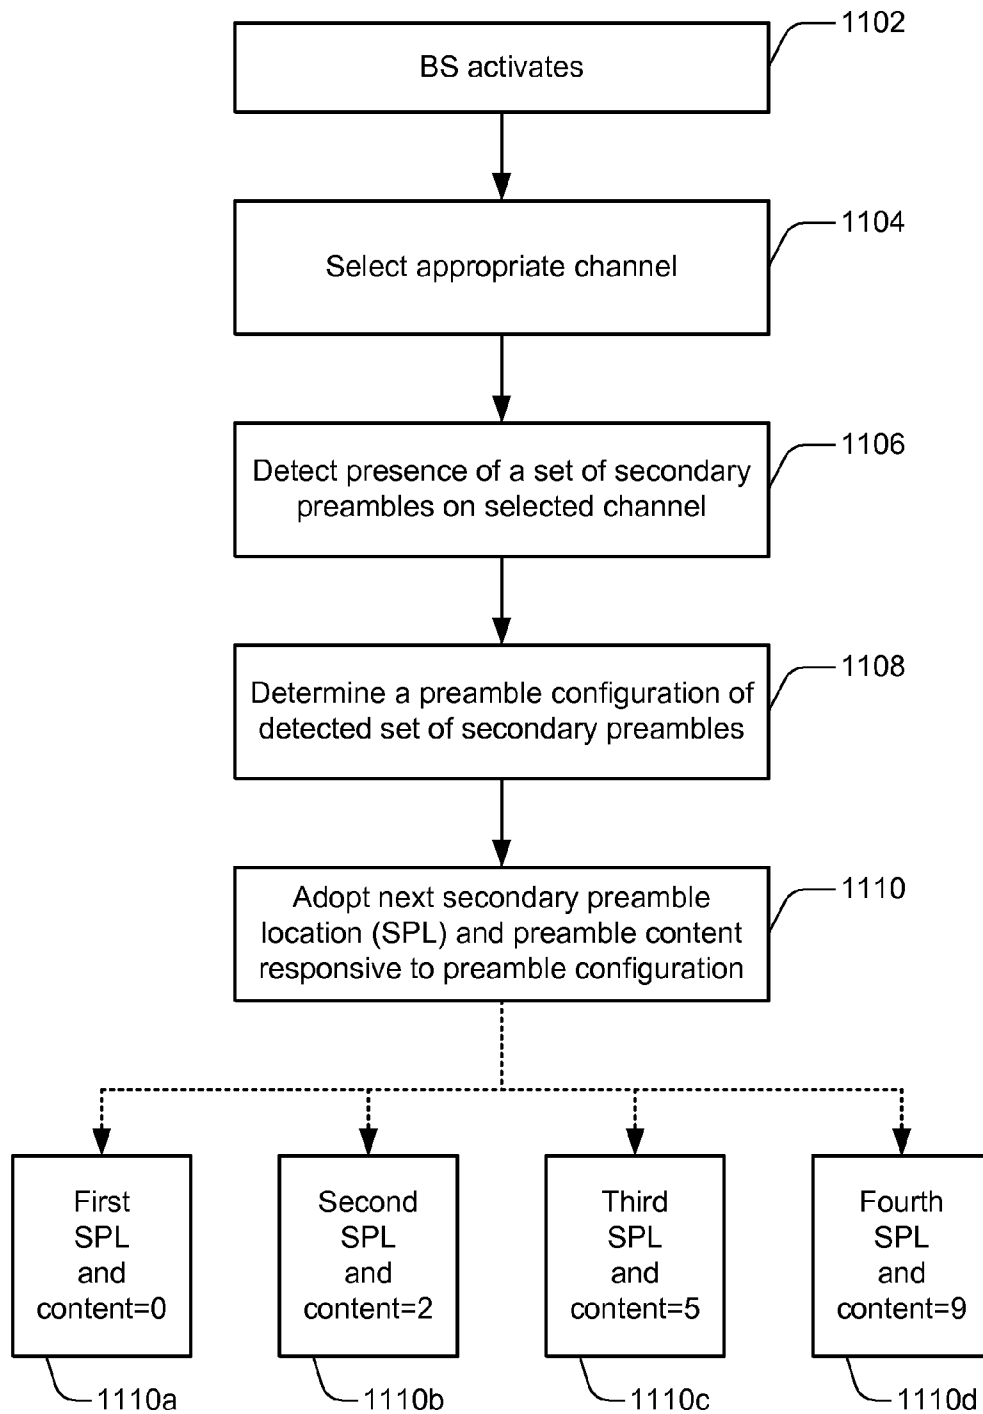 1102
BS activates
1104
Select appropriate channel
1106
Detect presence of a set of secondary
preambles on selected channel
1108
Determine a preamble configuration of
detected set of secondary preambles
1110
Adopt next secondary preamble
location (SPL) and preamble content
responsive to preamble configuration
First
SPL
and
content=0
1110a
Second
SPL
and
content=2
1110b
Third
SPL
and
content=5
1110c
Fourth
SPL
and
content=9
1110d